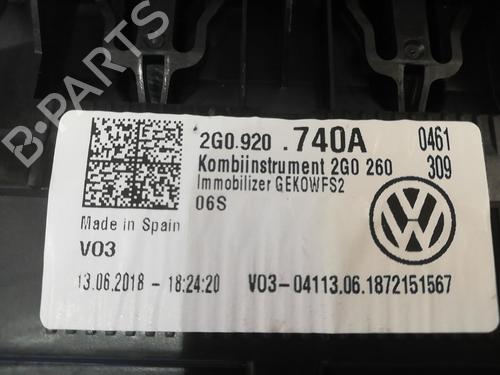 B-PARTS
2G0.920 .740A 0461
Kombiinstrument 2G0 260 309
Immobilizer GEKOWFS2
06S
Made in Spain
V03
13.06.2018 - 18:24:20 V03-04113.06.1872151567